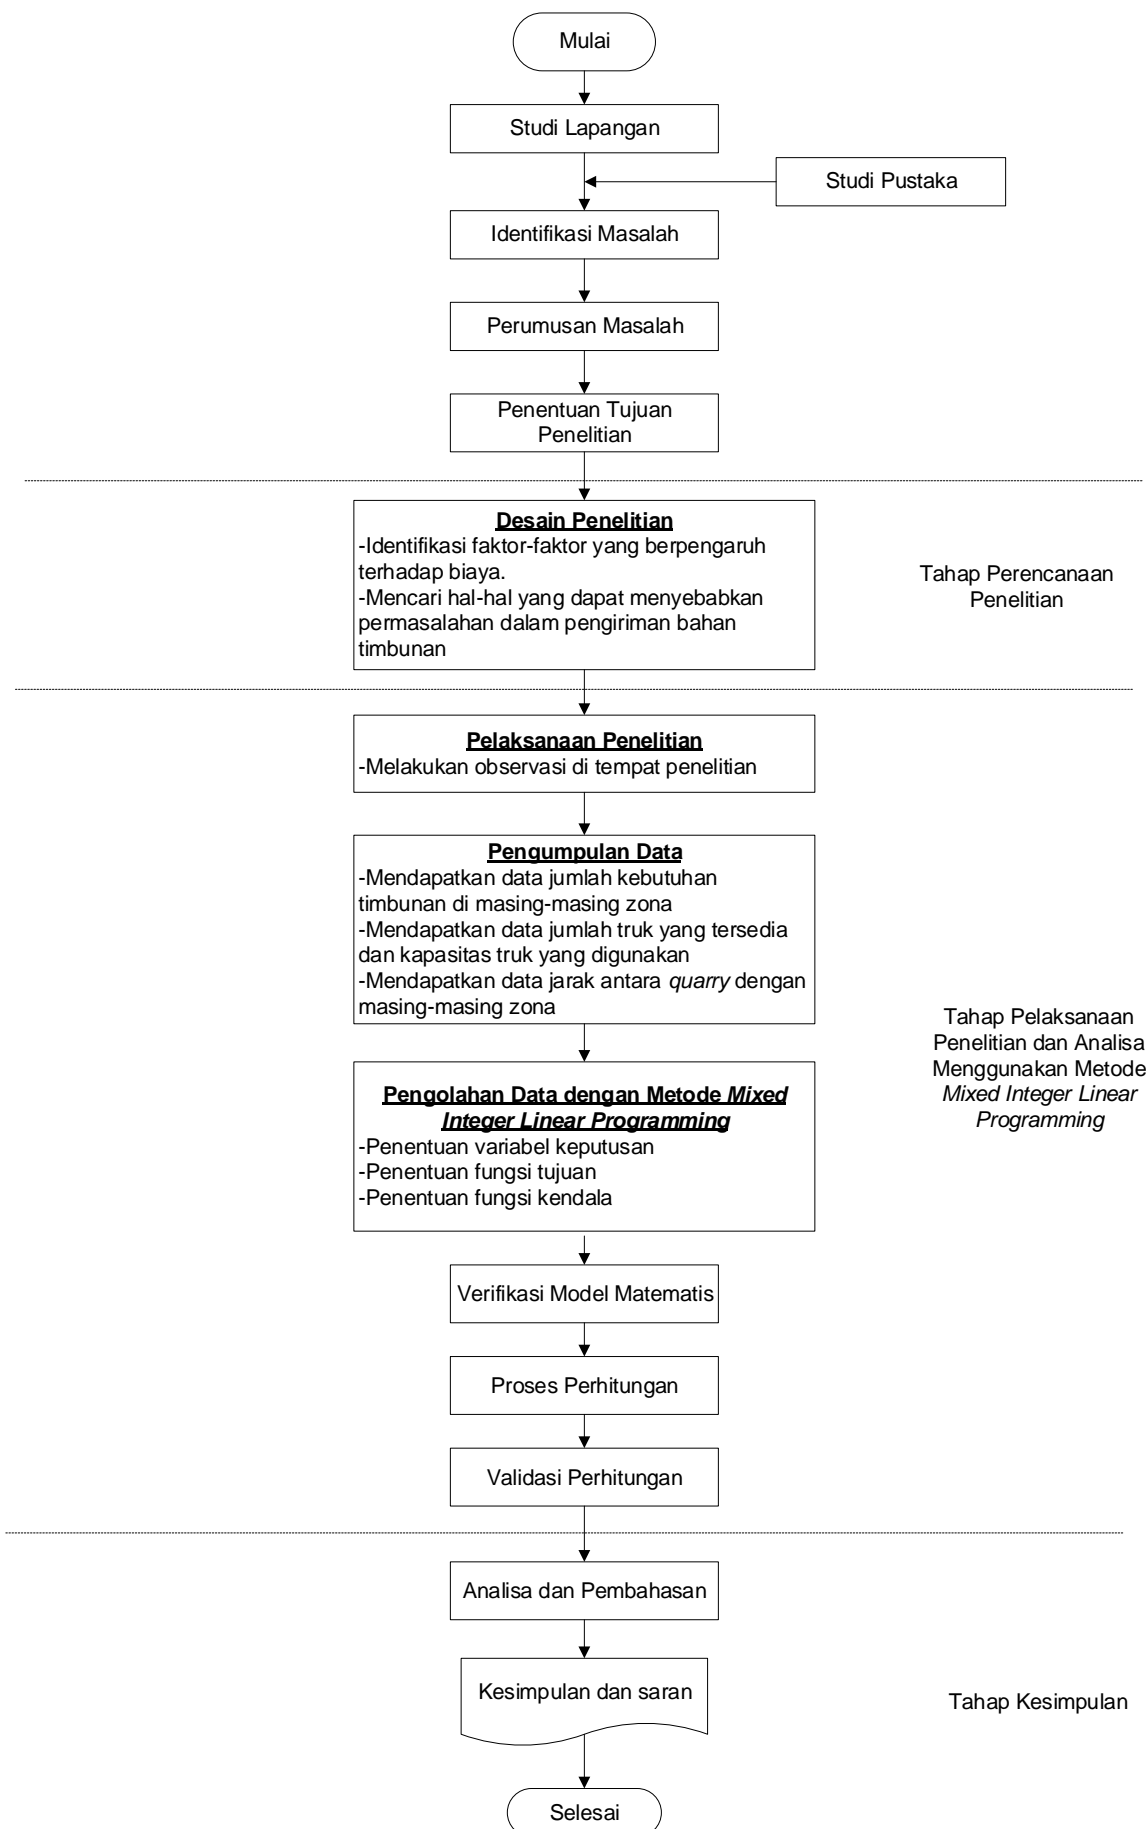 Mulai
Studi Lapangan
Studi Pustaka
Identifikasi Masalah
Perumusan Masalah
Penentuan Tujuan
Penelitian
Desain Penelitian
-Identifikasi faktor-faktor yang berpengaruh
terhadap biaya.
-Mencari hal-hal yang dapat menyebabkan
permasalahan dalam pengiriman bahan
timbunan
Tahap Perencanaan
Penelitian
Pelaksanaan Penelitian
-Melakukan observasi di tempat penelitian
Pengumpulan Data
-Mendapatkan data jumlah kebutuhan
timbunan di masing-masing zona
-Mendapatkan data jumlah truk yang tersedia
dan kapasitas truk yang digunakan
-Mendapatkan data jarak antara quarry dengan
masing-masing zona
Pengolahan Data dengan Metode Mixed
Integer Linear Programming
-Penentuan variabel keputusan
-Penentuan fungsi tujuan
-Penentuan fungsi kendala
Tahap Pelaksanaan
Penelitian dan Analisa
Menggunakan Metode
Mixed Integer Linear
Programming
Verifikasi Model Matematis
Proses Perhitungan
Validasi Perhitungan
Analisa dan Pembahasan
Kesimpulan dan saran
Tahap Kesimpulan
Selesai